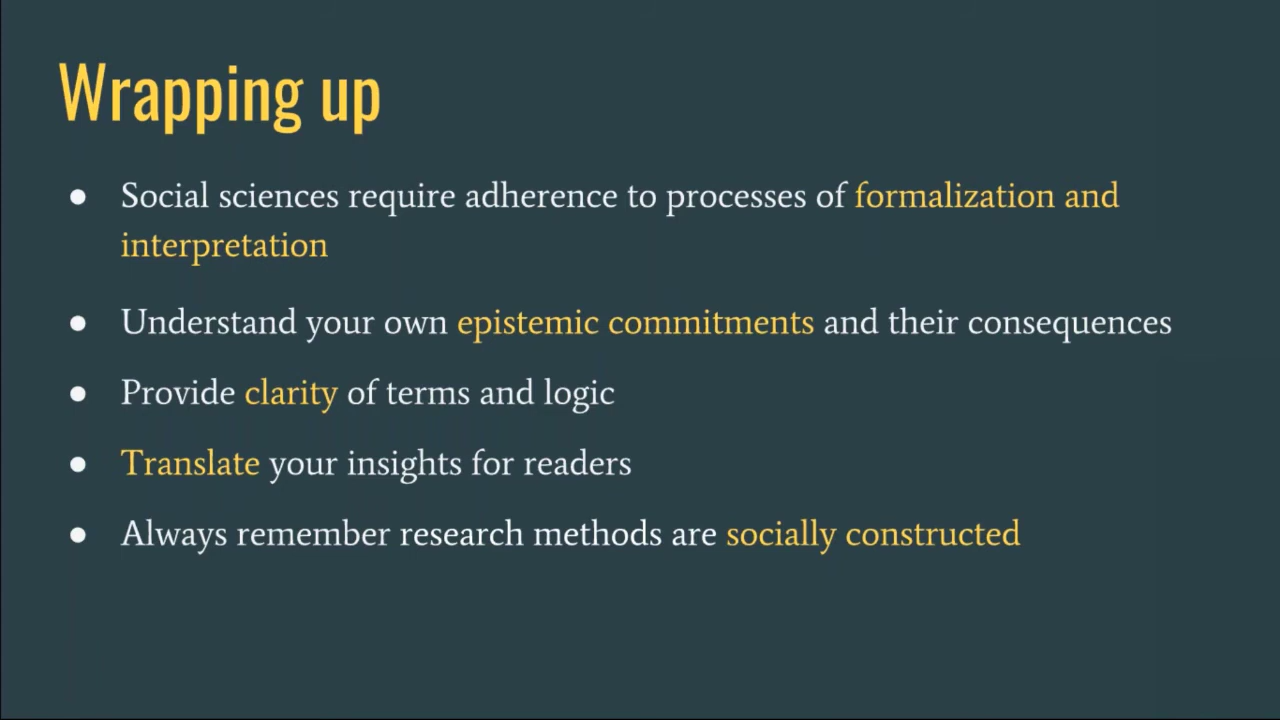 Wrapping up
● Social sciences require adherence to processes of formalization and
interpretation
● Understand your own epistemic commitments and their consequences
● Provide clarity of terms and logic
● Translate your insights for readers
● Always remember research methods are socially constructed